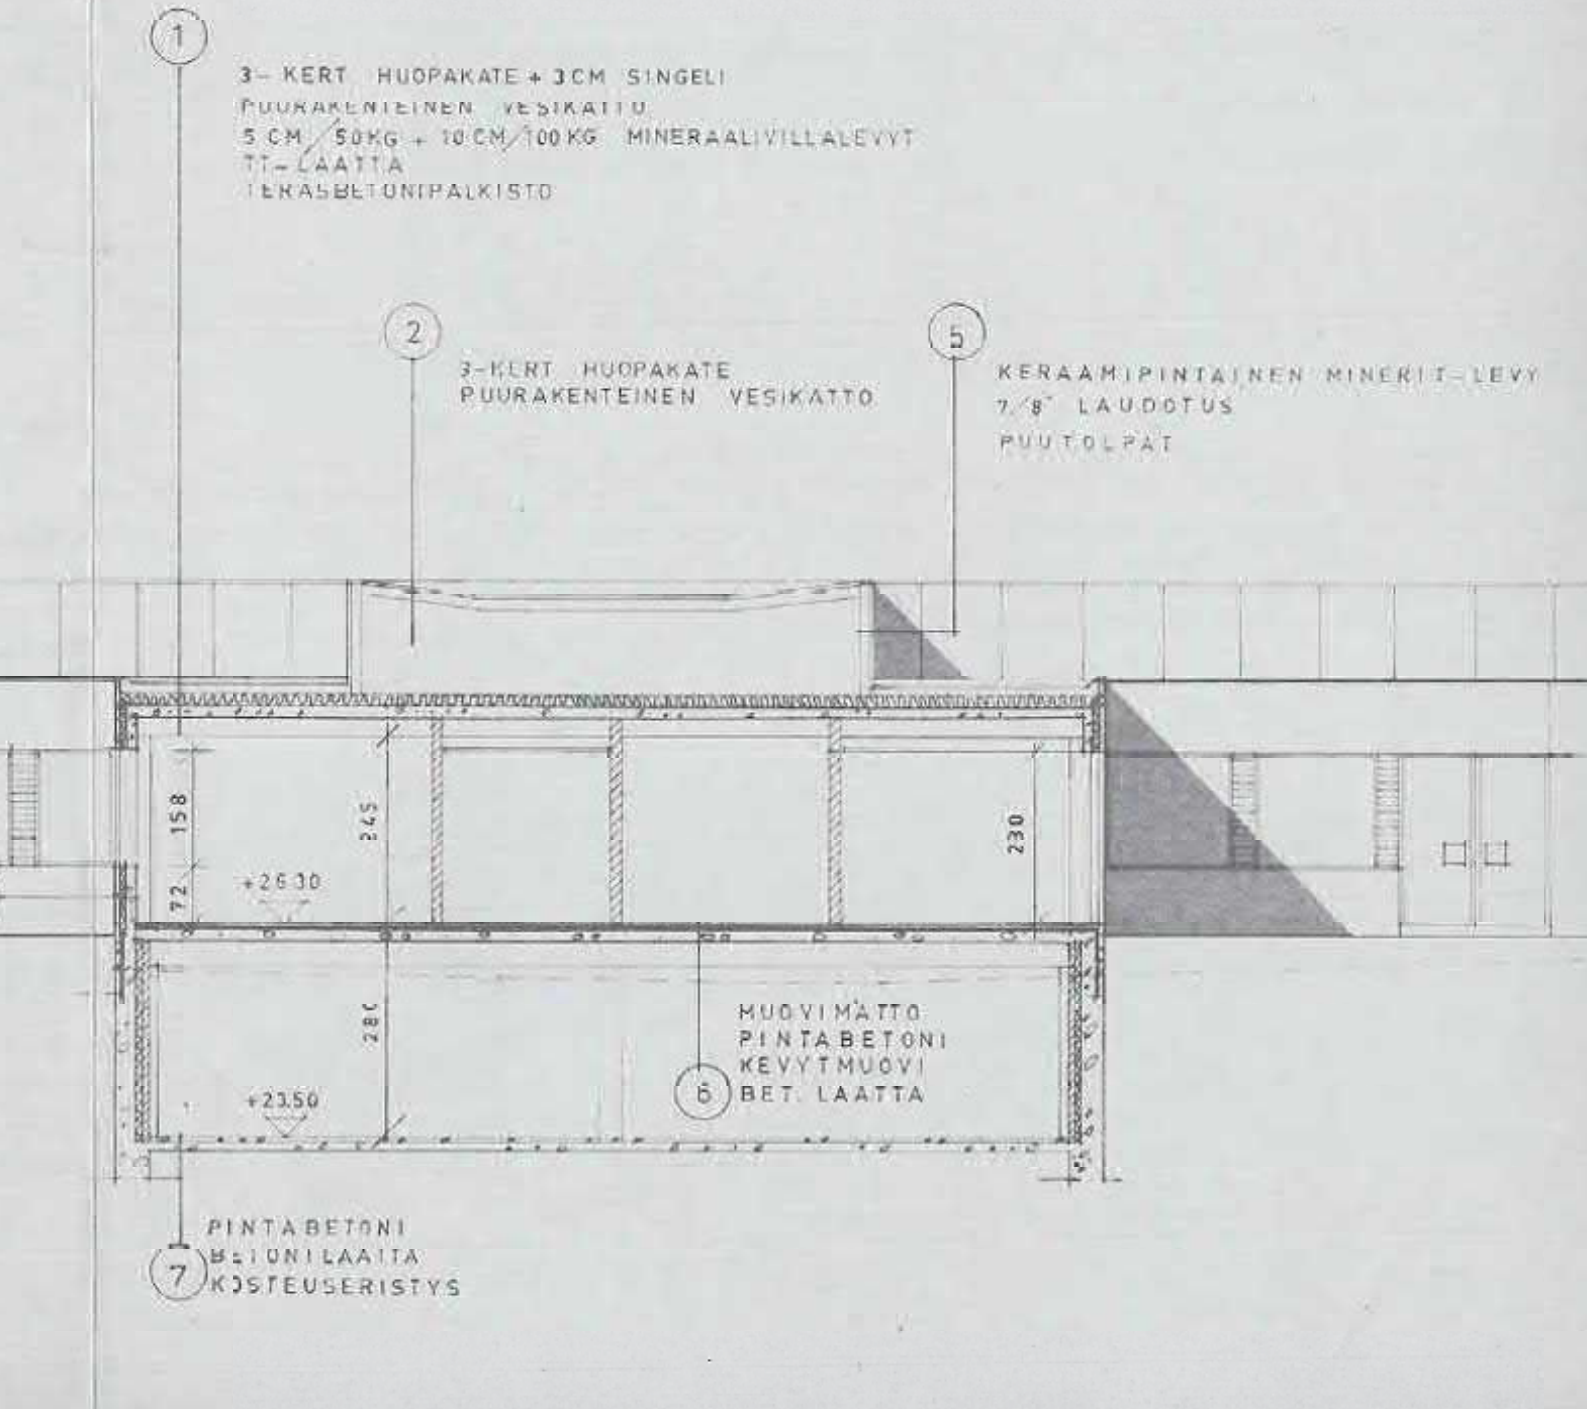 1
3- KERT HUOPAKATE + 3CM SINGELI
PUURAKENTEINEN VESIKATTO
5 CM/50KG + 10 CM/100 KG MINERAALIVILLALEVYT
TT-LAATTA
TERASBETONIPALKISTO
2
3-KERT HUOPAKATE
PUURAKENTEINEN VESIKATTO
5
KERAAMIPINTAINEN MINERIT-LEVY
7/8" LAUDOTUS
PUUTOLPAT
158
245
230
72
+26.30
280
+23.50
MUOVIMATTO
PINTABETONI
KEVYTMUOVI
BET. LAATTA
6
PINTABETONI
BETONILAATTA
KOSTEUSERISTYS
7